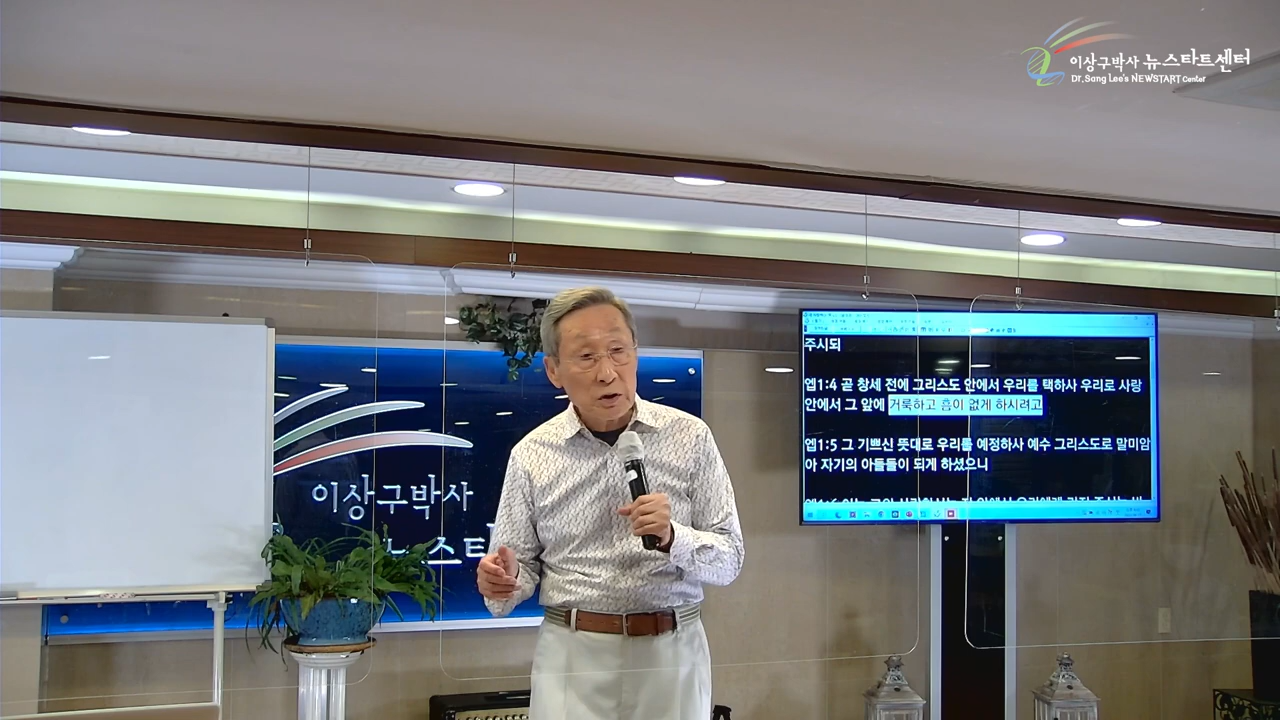 이상구박사 뉴스타트센터
Dr. Sang Lee's NEWSTART Center
주시되
엡1:4 곧 창세 전에 그리스도 안에서 우리를 택하사 우리로 사랑
안에서 그 앞에 거룩하고 흠이 없게 하시려고
엡1:5 그 기쁘신 뜻대로 우리를 예정하사 예수 그리스도로 말미암
아 자기의 아들들이 되게 하셨으니
이상구박사
뉴스타